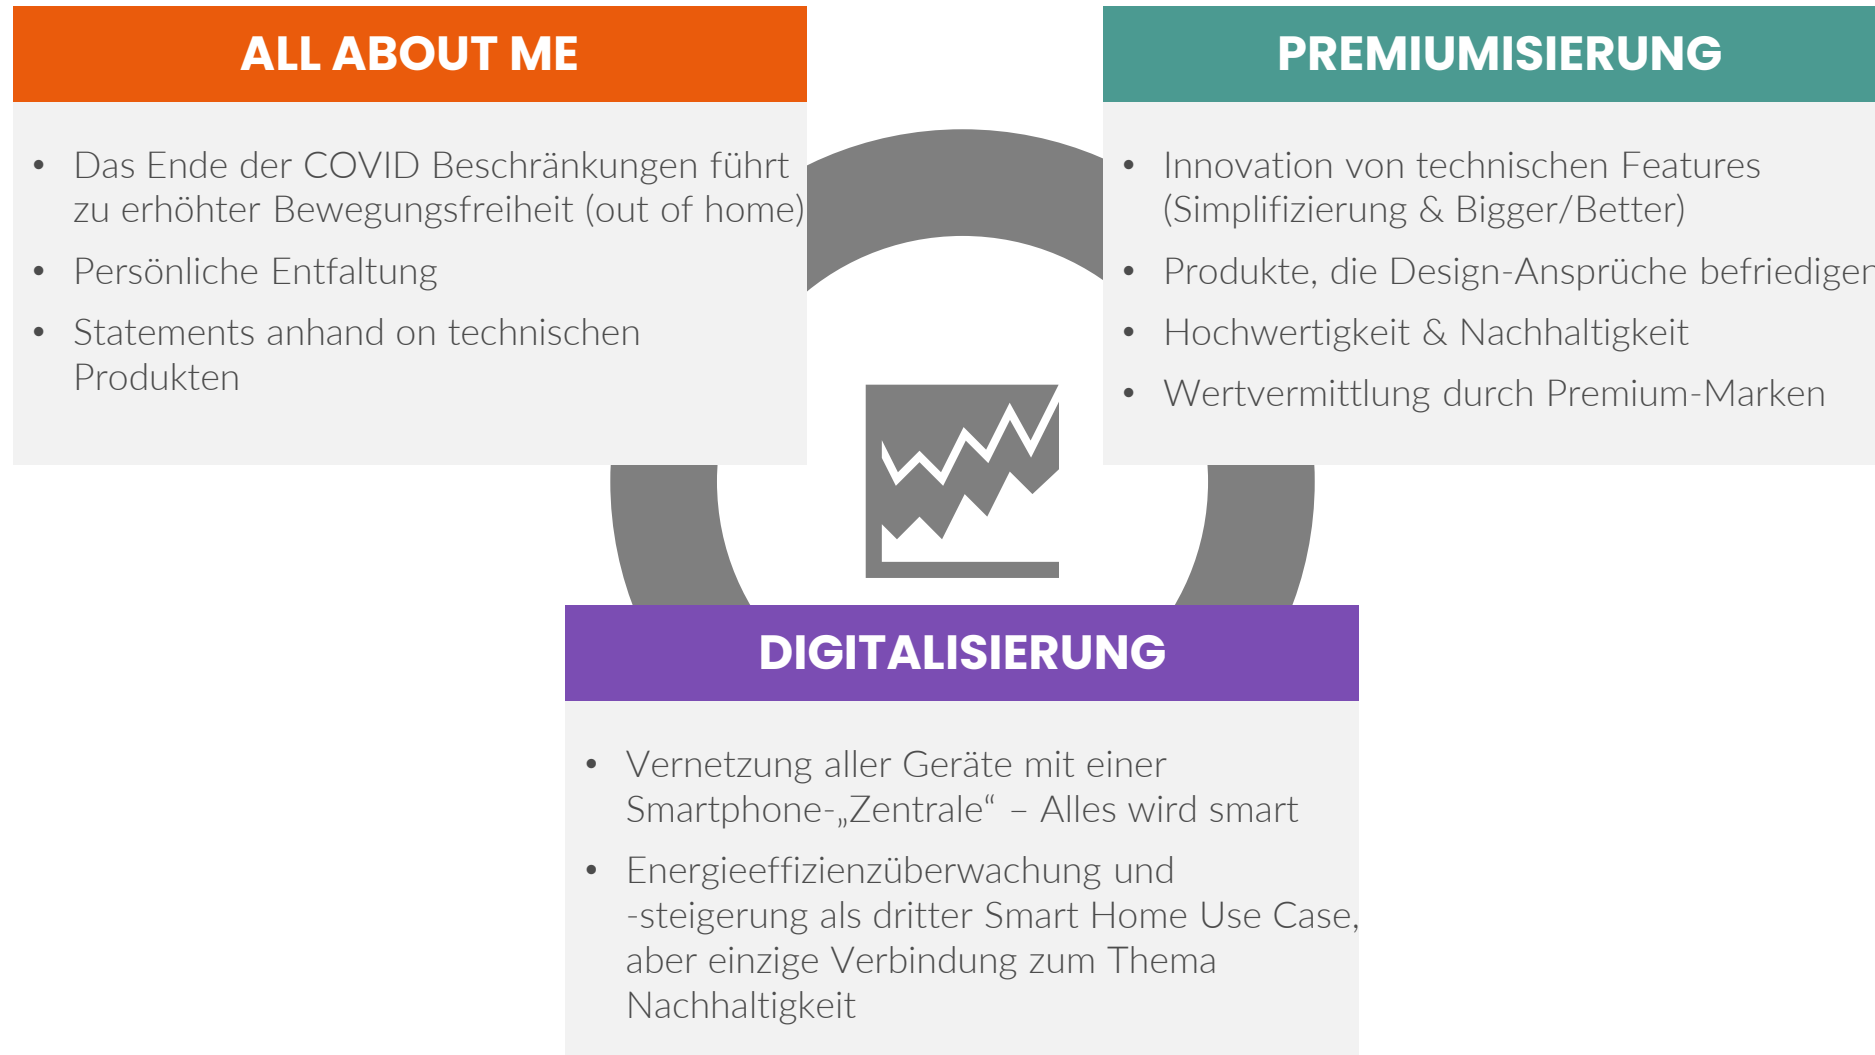 ALL ABOUT ME
• Das Ende der COVID Beschränkungen führt
zu erhöhter Bewegungsfreiheit (out of home)
• Persönliche Entfaltung
• Statements anhand on technischen
Produkten
PREMIUMISIERUNG
• Innovation von technischen Features
(Simplifizierung & Bigger/Better)
• Produkte, die Design-Ansprüche befriedigen
• Hochwertigkeit & Nachhaltigkeit
• Wertvermittlung durch Premium-Marken
DIGITALISIERUNG
• Vernetzung aller Geräte mit einer
Smartphone-„Zentrale“ – Alles wird smart
• Energieeffizienzüberwachung und
-steigerung als dritter Smart Home Use Case,
aber einzige Verbindung zum Thema
Nachhaltigkeit